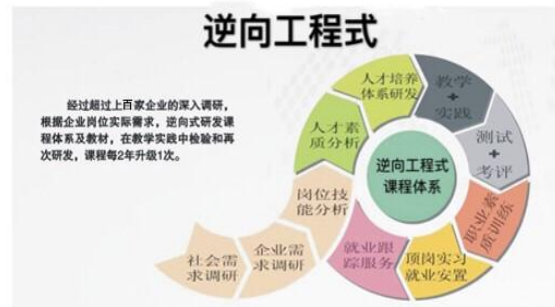 逆向工程式
经过超过上百家企业的深入调研，
根据企业岗位实际需求，逆向式研发课
程体系及教材，在教学实践中检验和再
次研发，课程每2年升级1次。
社会需
求调研
企业需
求调研
岗位技
能分析
人才素
质分析
人才培养
体系研发
教学
+
实践
测试
+
考评
职业素
质训练
顶岗实习
就业安置
就业跟
踪服务
逆向工程式
课程体系